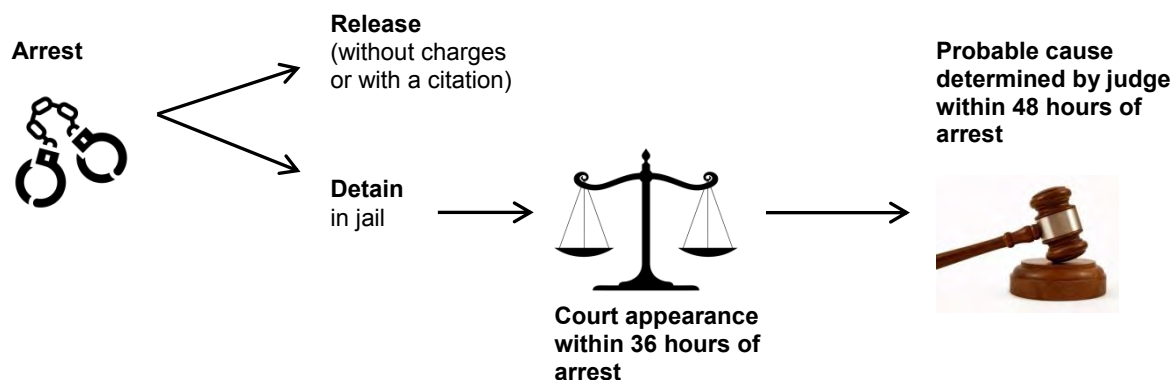 Arrest
Release
(without charges
or with a citation)
Detain
in jail
Court appearance
within 36 hours of
arrest
Probable cause
determined by judge
within 48 hours of
arrest